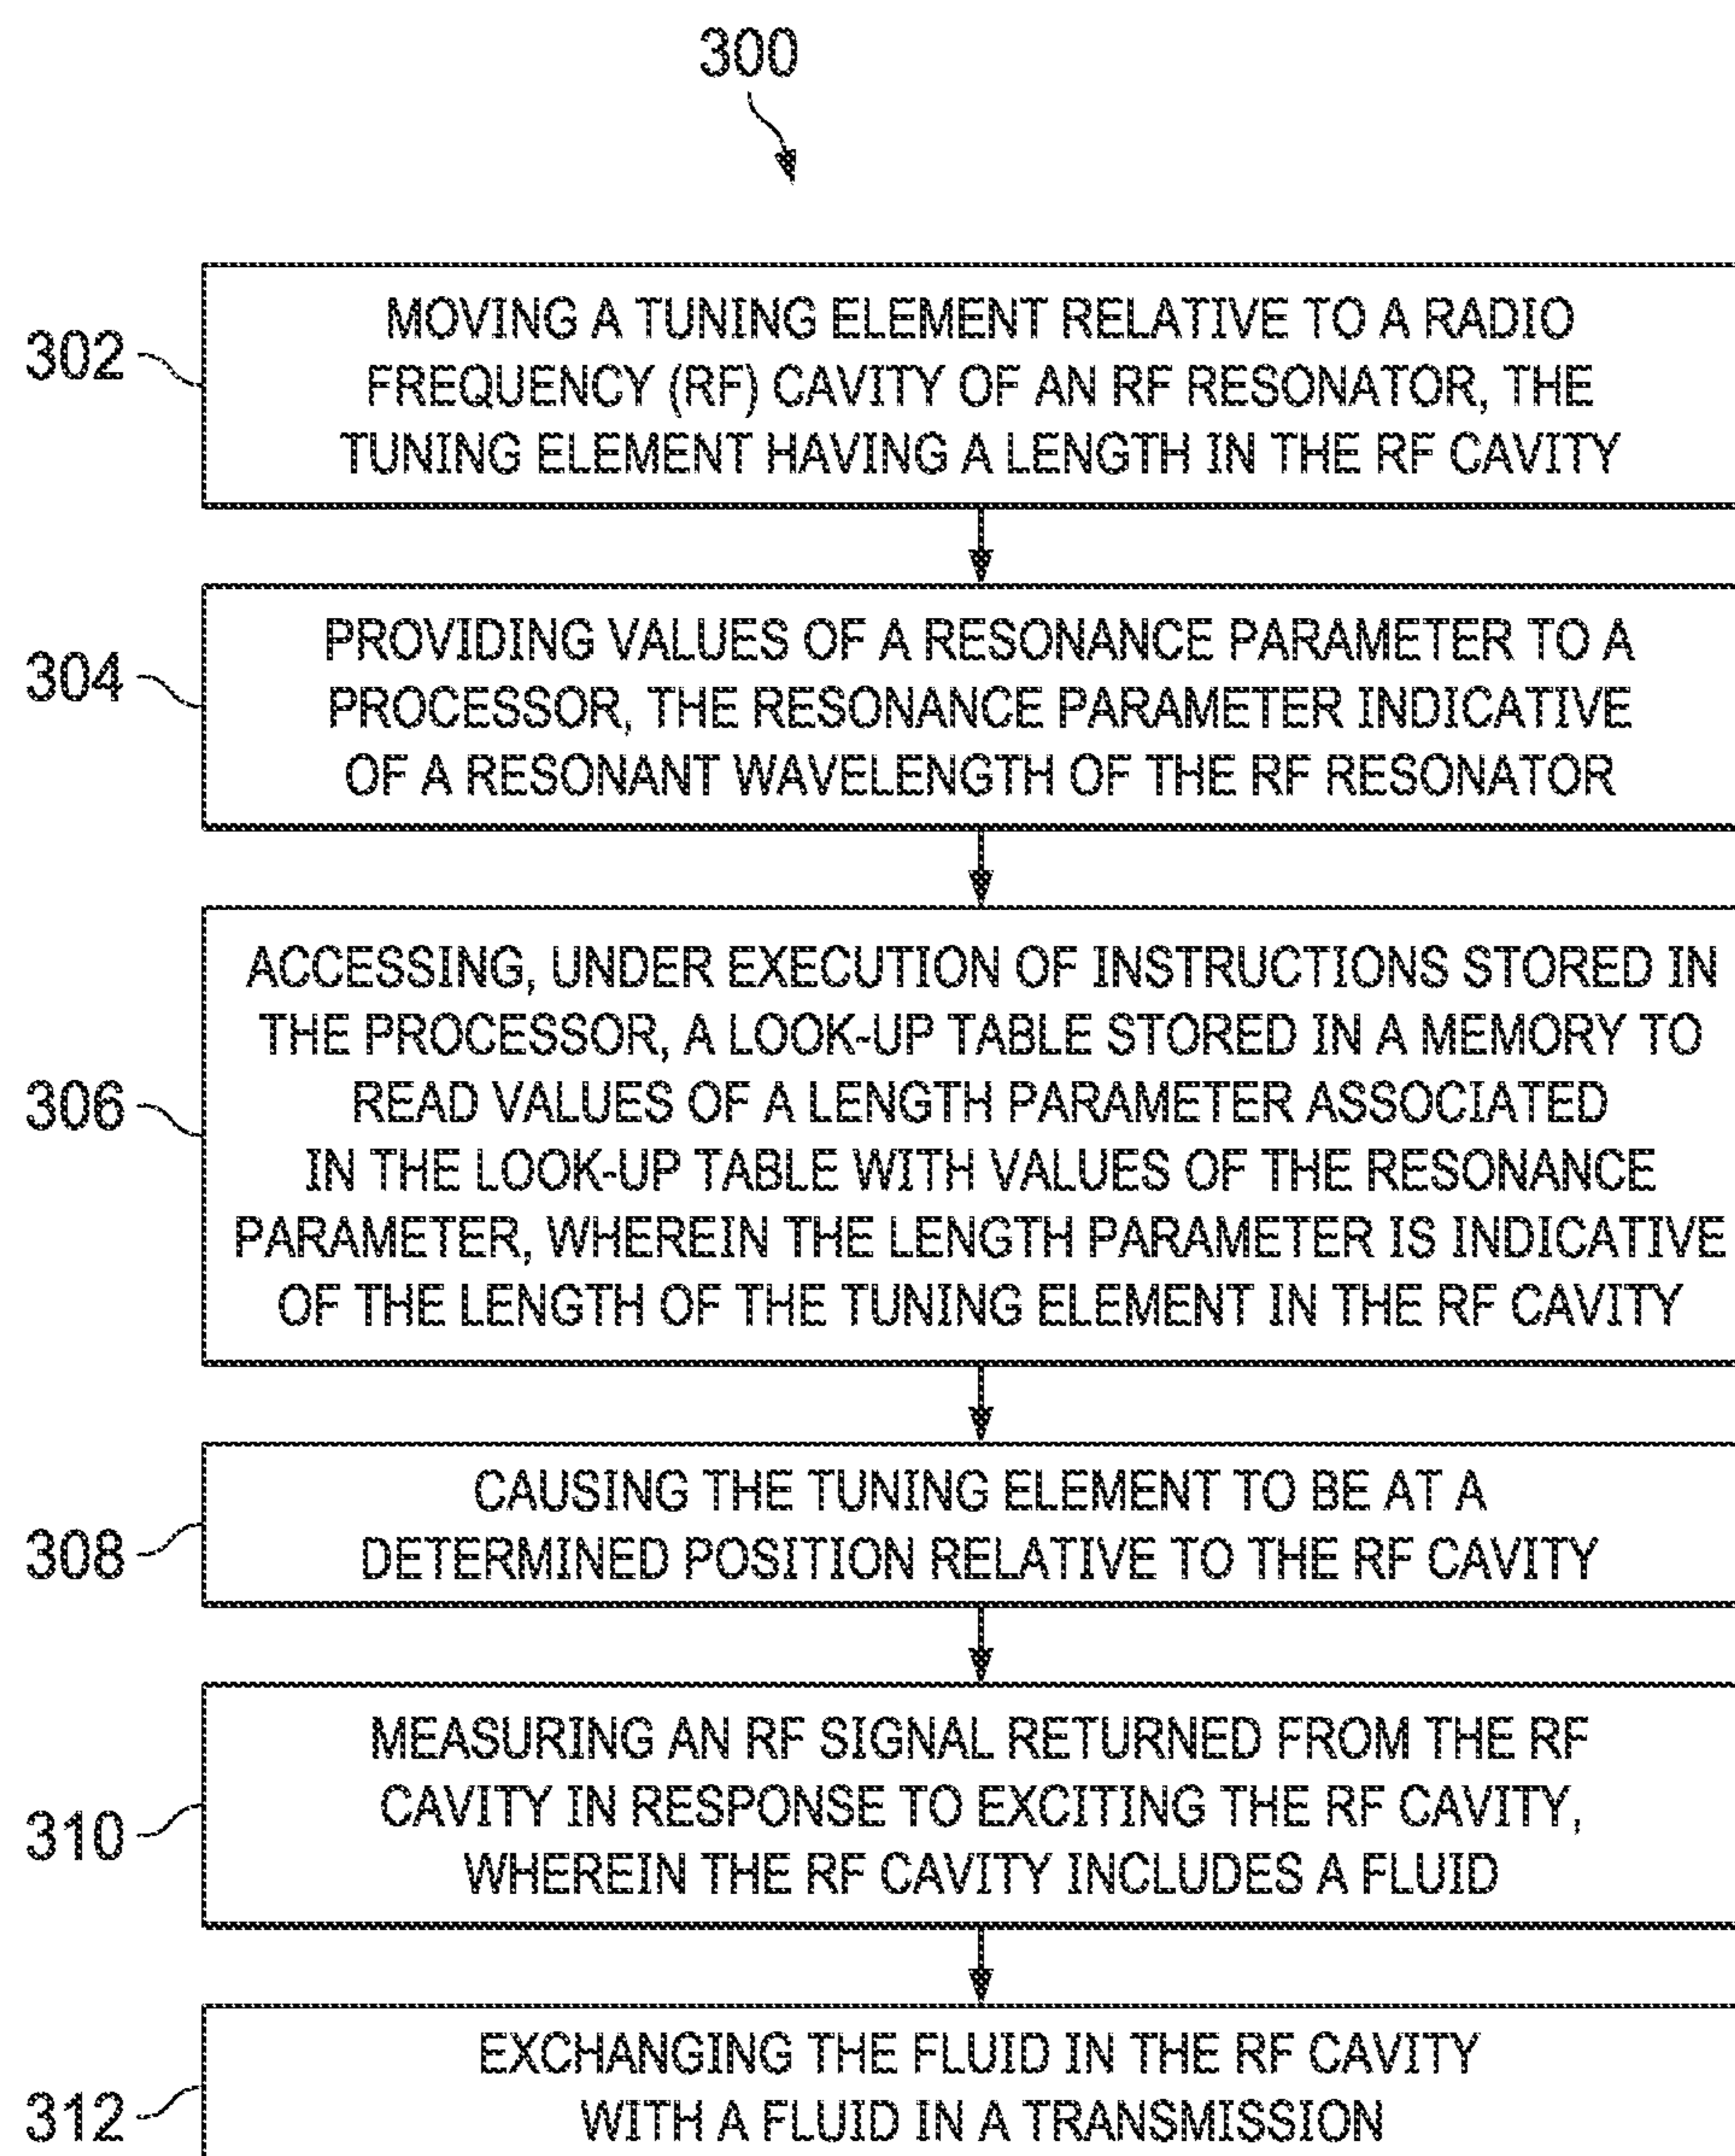 300
302
MOVING A TUNING ELEMENT RELATIVE TO A RADIO
FREQUENCY (RF) CAVITY OF AN RF RESONATOR, THE
TUNING ELEMENT HAVING A LENGTH IN THE RF CAVITY
304
PROVIDING VALUES OF A RESONANCE PARAMETER TO A
PROCESSOR, THE RESONANCE PARAMETER INDICATIVE
OF A RESONANT WAVELENGTH OF THE RF RESONATOR
306
ACCESSING, UNDER EXECUTION OF INSTRUCTIONS STORED IN
THE PROCESSOR, A LOOK-UP TABLE STORED IN A MEMORY TO
READ VALUES OF A LENGTH PARAMETER ASSOCIATED
IN THE LOOK-UP TABLE WITH VALUES OF THE RESONANCE
PARAMETER, WHEREIN THE LENGTH PARAMETER IS INDICATIVE
OF THE LENGTH OF THE TUNING ELEMENT IN THE RF CAVITY
308
CAUSING THE TUNING ELEMENT TO BE AT A
DETERMINED POSITION RELATIVE TO THE RF CAVITY
310
MEASURING AN RF SIGNAL RETURNED FROM THE RF
CAVITY IN RESPONSE TO EXCITING THE RF CAVITY,
WHEREIN THE RF CAVITY INCLUDES A FLUID
312
EXCHANGING THE FLUID IN THE RF CAVITY
WITH A FLUID IN A TRANSMISSION